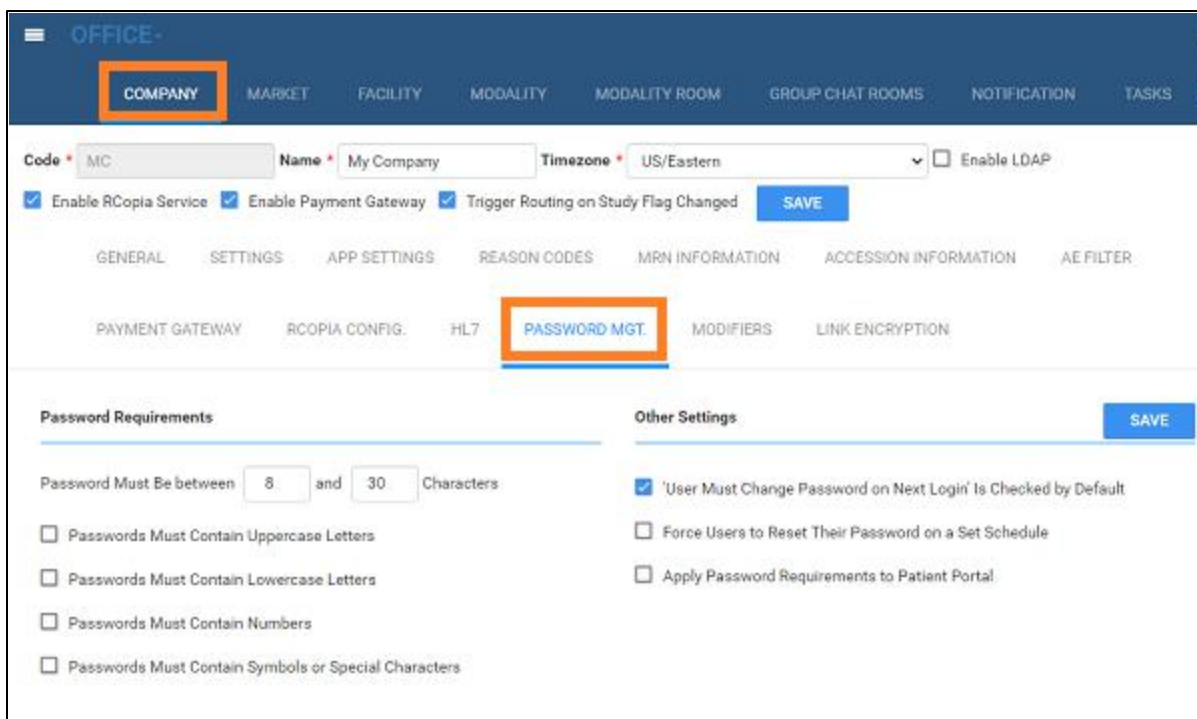 OFFICE-
COMPANY MARKET FACILITY MODALITY MODALITY ROOM GROUP CHAT ROOMS NOTIFICATION TASKS
Code * MC Name * My Company Timezone * US/Eastern Enable LDAP
Enable RCopia Service Enable Payment Gateway Trigger Routing on Study Flag Changed SAVE
GENERAL SETTINGS APP SETTINGS REASON CODES MRN INFORMATION ACCESSION INFORMATION AE FILTER
PAYMENT GATEWAY RCOPIA CONFIG. HL7 PASSWORD MGT. MODIFIERS LINK ENCRYPTION
Password Requirements
Password Must Be between 8 and 30 Characters
Passwords Must Contain Uppercase Letters
Passwords Must Contain Lowercase Letters
Passwords Must Contain Numbers
Passwords Must Contain Symbols or Special Characters
Other Settings SAVE
'User Must Change Password on Next Login' Is Checked by Default
Force Users to Reset Their Password on a Set Schedule
Apply Password Requirements to Patient Portal